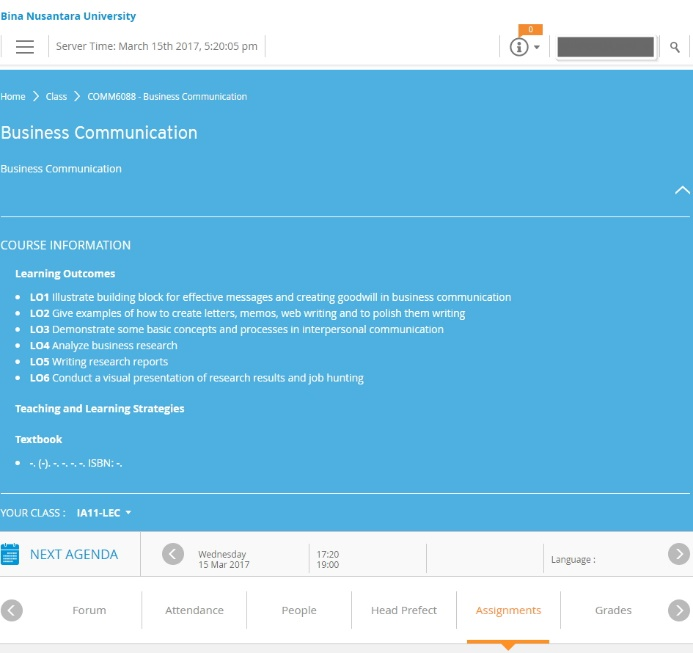 Bina Nusantara University
0
Server Time: March 15th 2017, 5:20:05 pm
Home > Class > COMM6088 - Business Communication
Business Communication
Business Communication
COURSE INFORMATION
Learning Outcomes
• LO1 Illustrate building block for effective messages and creating goodwill in business communication
• LO2 Give examples of how to create letters, memos, web writing and to polish them writing
• LO3 Demonstrate some basic concepts and processes in interpersonal communication
• LO4 Analyze business research
• LO5 Writing research reports
• LO6 Conduct a visual presentation of research results and job hunting
Teaching and Learning Strategies
Textbook
• -. (-). -. -. -. -. ISBN: -.
YOUR CLASS : IA11-LEC
NEXT AGENDA
Wednesday
15 Mar 2017
17:20
19:00
Language :
Forum Attendance People Head Prefect Assignments Grades